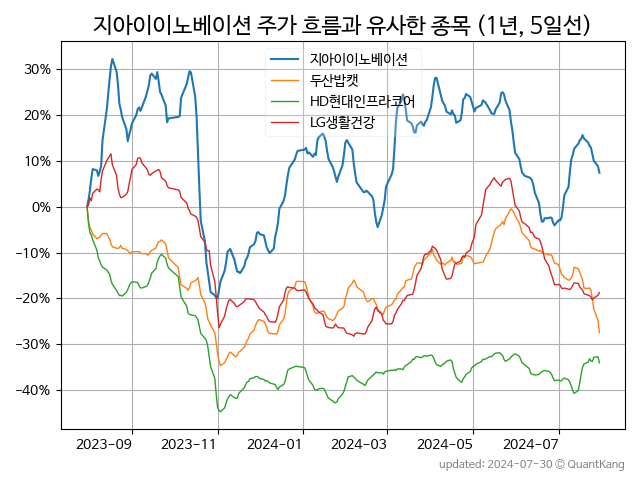 지아이이노베이션 주가 흐름과 유사한 종목 (1년, 5일선)
지아이이노베이션
두산밥캣
HD현대인프라코어
LG생활건강
30%
20%
10%
0%
−10%
−20%
−30%
−40%
2023-09 2023-11 2024-01 2024-03 2024-05 2024-07
updated: 2024-07-30 © QuantKang